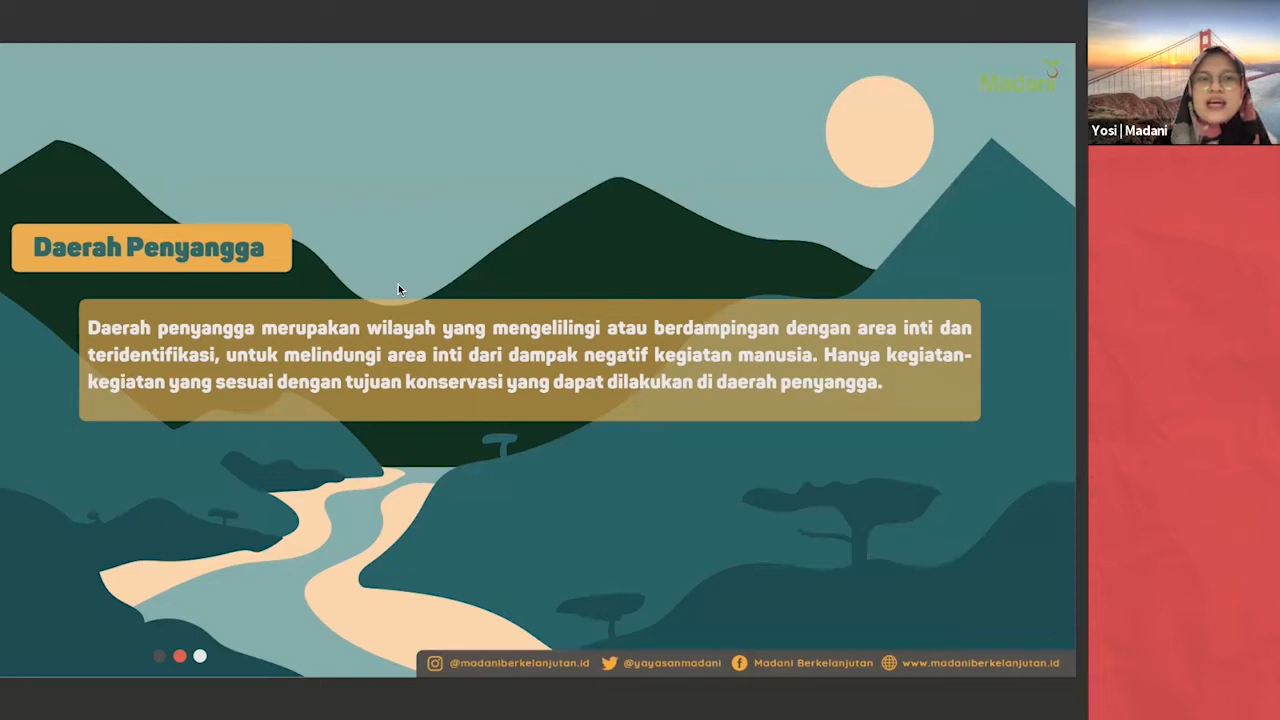 Madani
Yosi | Madani
Daerah Penyangga
Daerah penyangga merupakan wilayah yang mengelilingi atau berdampingan dengan area inti dan
teridentifikasi, untuk melindungi area inti dari dampak negatif kegiatan manusia. Hanya kegiatan-
kegiatan yang sesuai dengan tujuan konservasi yang dapat dilakukan di daerah penyangga.
@madaniberkelanjutan.id @yayasanmadani Madani Berkelanjutan www.madaniberkelanjutan.id